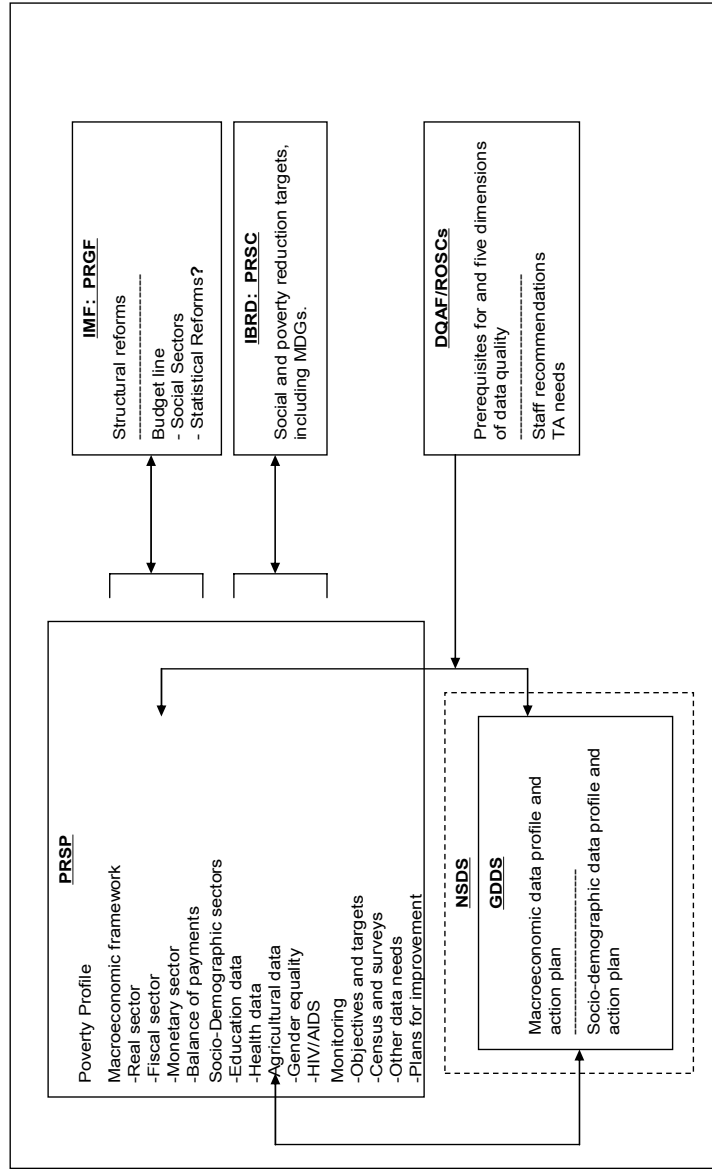 PRSP
Poverty Profile
Macroeconomic framework
-Real sector
-Fiscal sector
-Monetary sector
-Balance of payments
Socio-Demographic sectors
-Education data
-Health data
-Agricultural data
-Gender equality
-HIV/AIDS
Monitoring
-Objectives and targets
-Census and surveys
-Other data needs
-Plans for improvement
IMF: PRGF
Structural reforms
--------------------
Budget line
- Social Sectors
- Statistical Reforms?
IBRD: PRSC
Social and poverty reduction targets,
including MDGs.
NSDS
GDDS
Macroeconomic data profile and
action plan
--------------------
Socio-demographic data profile and
action plan
DQAF/ROSCs
Prerequisites for and five dimensions
of data quality
--------------------
Staff recommendations
TA needs